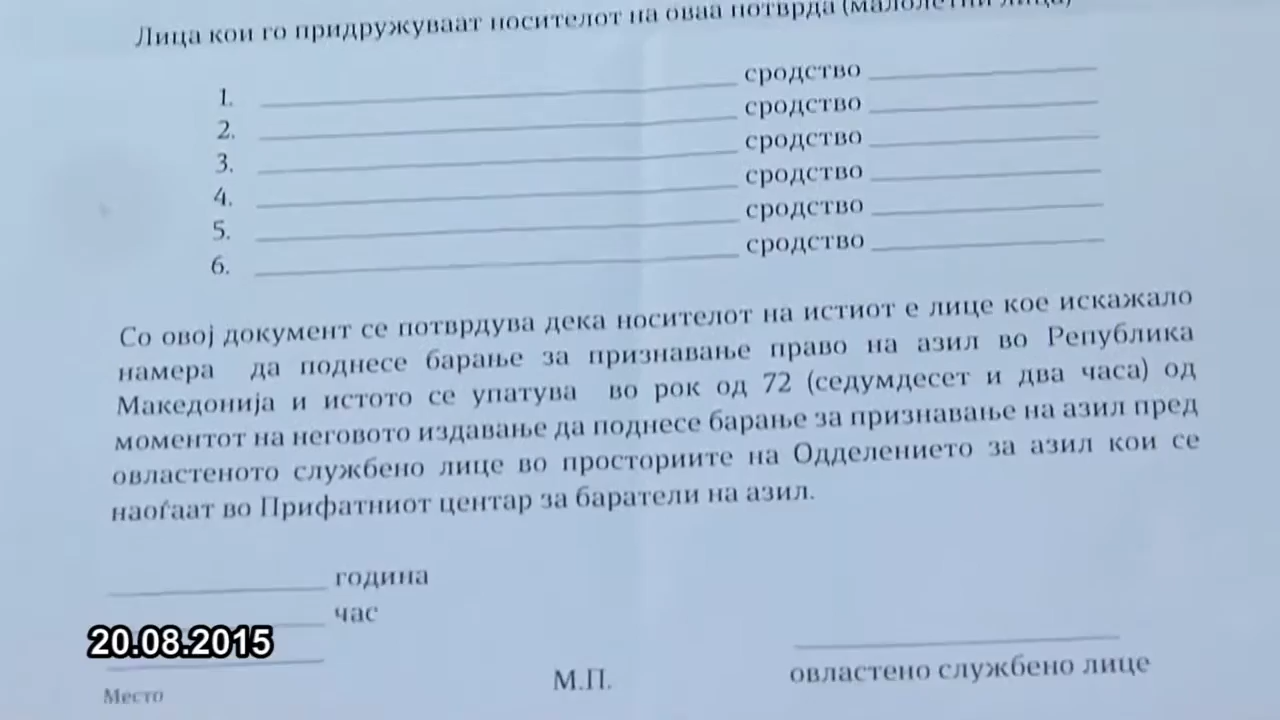 Лица кои го придружуваат носителот на оваа потврда (малолетни лица)
1. сродство
2. сродство
3. сродство
4. сродство
5. сродство
6. сродство
Со овој документ се потврдува дека носителот на истиот е лице кое искажало
намера да поднесе барање за признавање право на азил во Република
Македонија и истото се упатува во рок од 72 (седумдесет и два часа) од
моментот на неговото издавање да поднесе барање за признавање на азил пред
овластеното службено лице во просториите на Одделението за азил кои се
наоѓаат во Прифатниот центар за баратели на азил.
година
час
20.08.2015
Место
М.П.
овластено службено лице